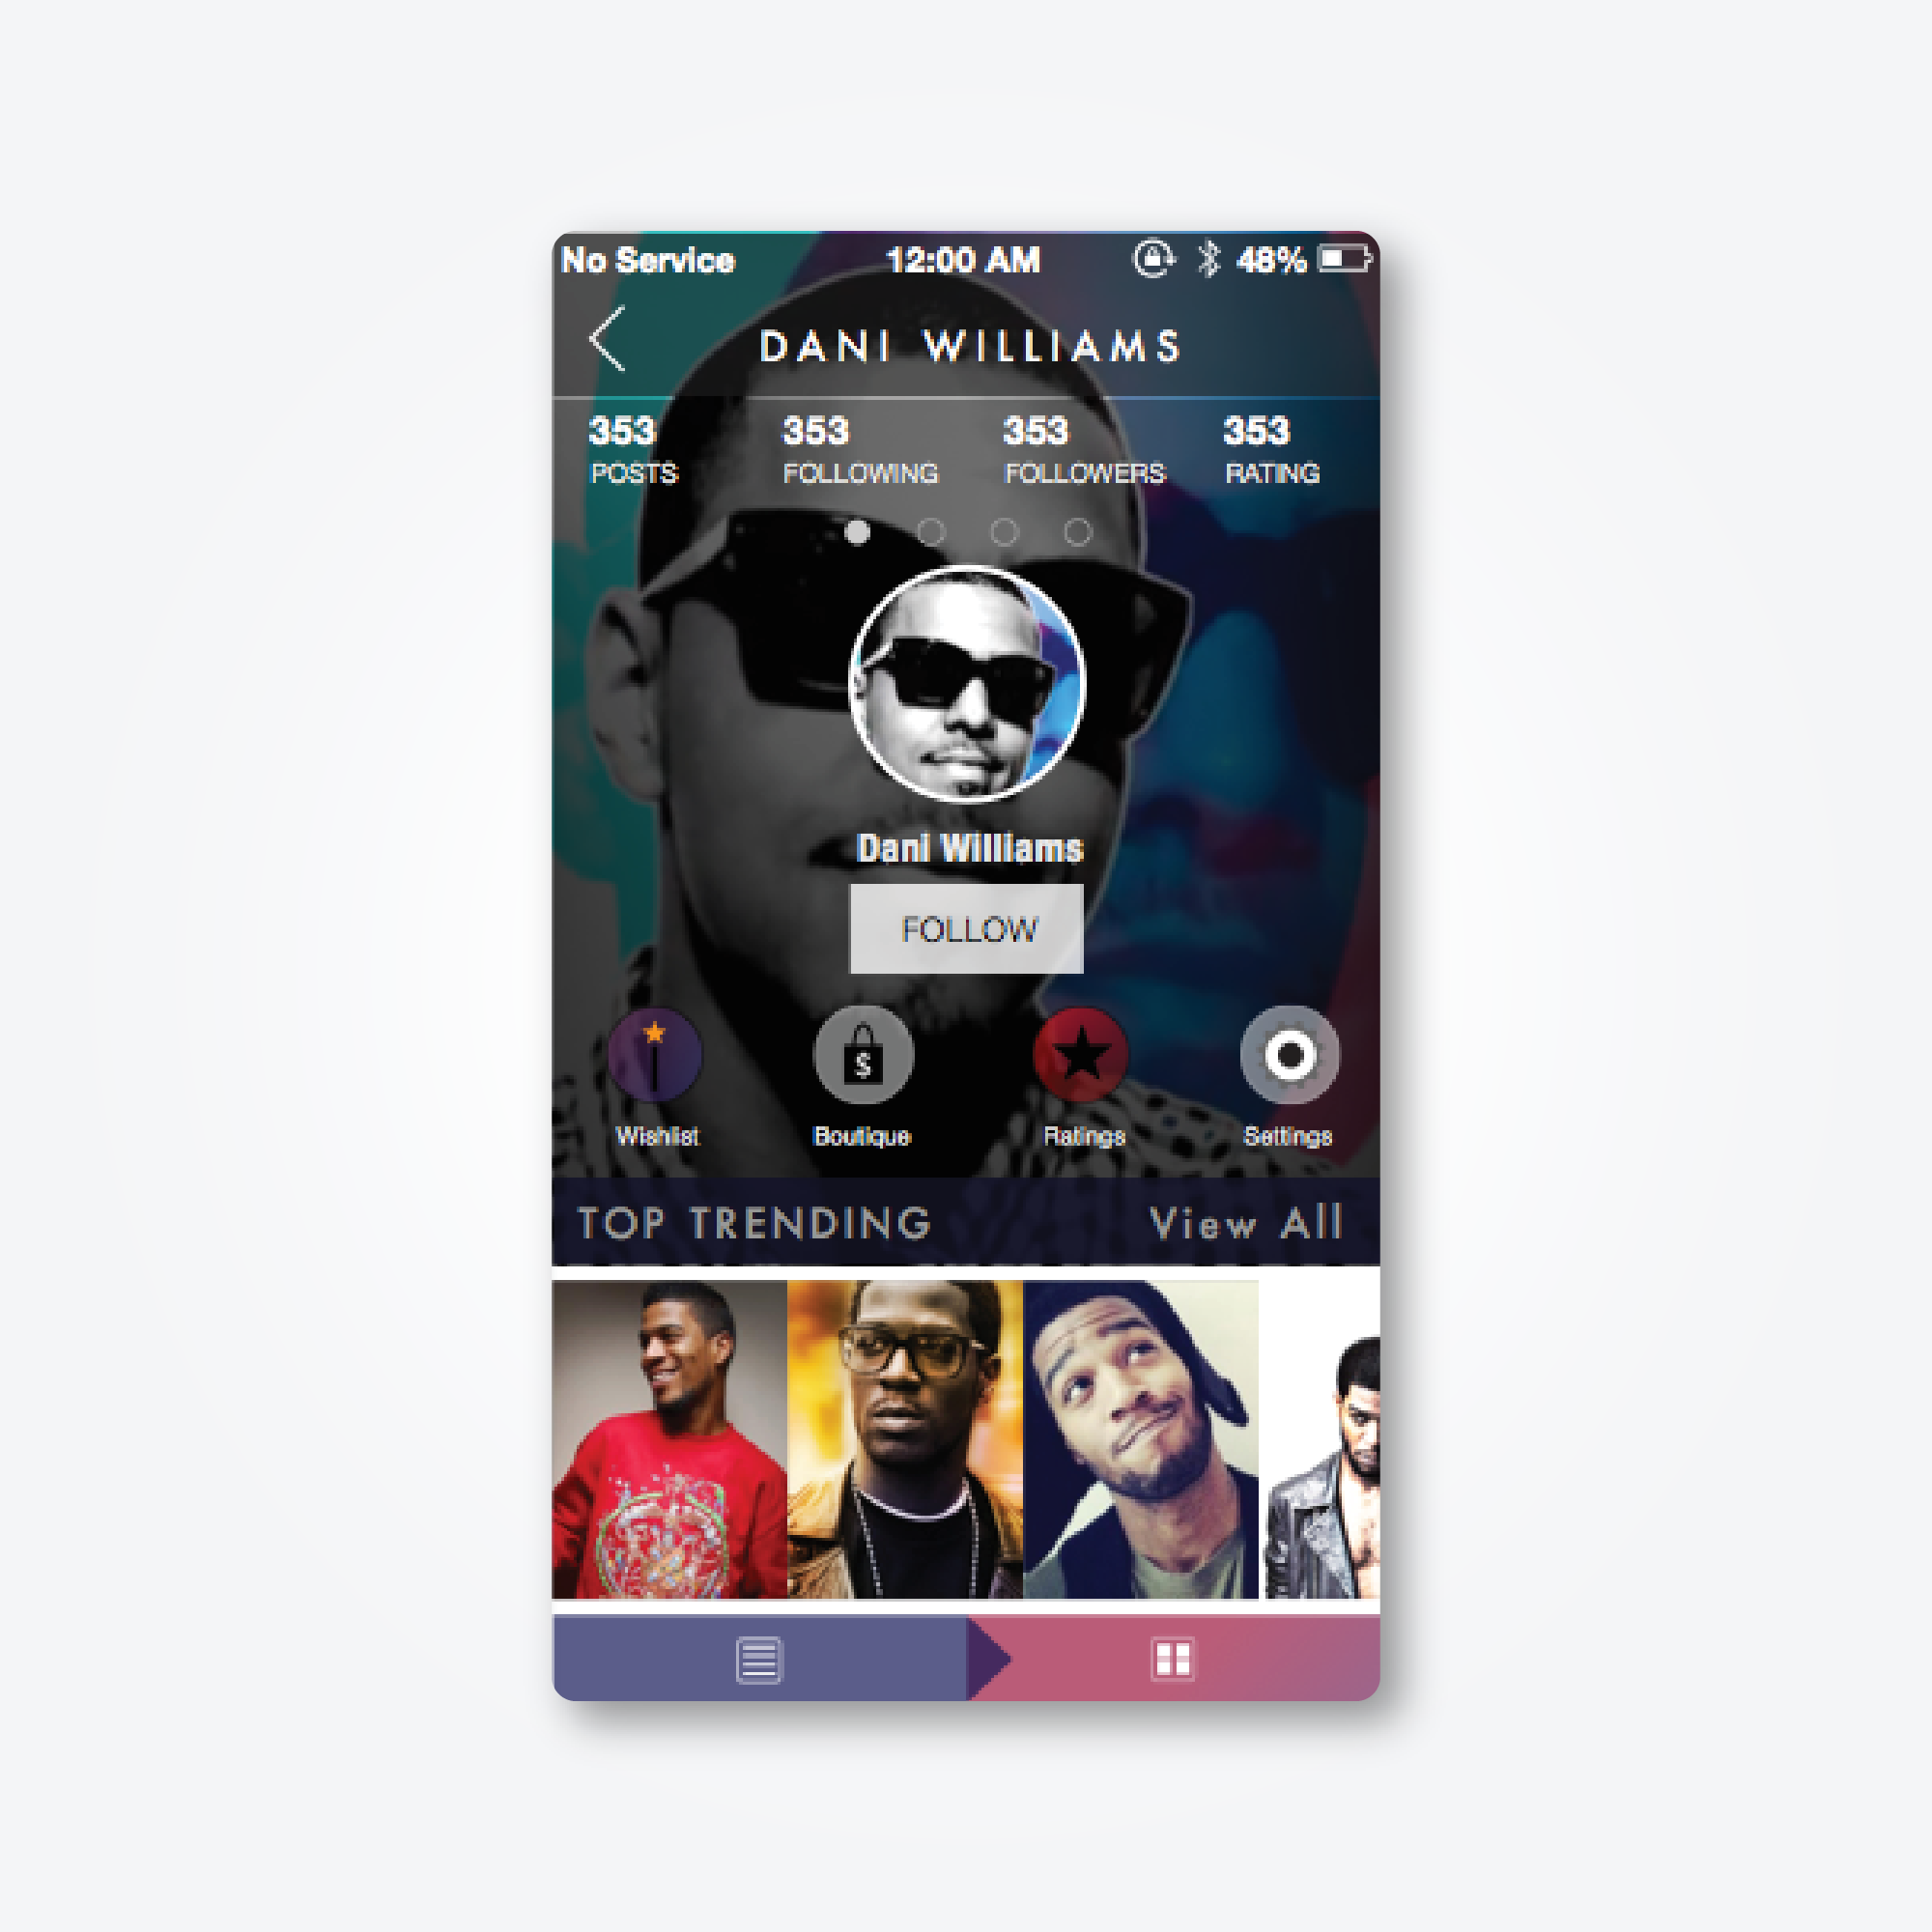 No Service 12:00 AM 48%
DANI WILLIAMS
353 353 353 353
POSTS FOLLOWING FOLLOWERS RATING
Dani Williams
FOLLOW
$
Wishlist Boutique Ratings Settings
TOP TRENDING View All